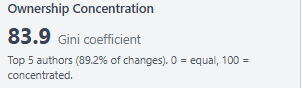 Ownership Concentration
83.9 Gini coefficient
Top 5 authors (89.2% of changes). 0 = equal, 100 =
concentrated.